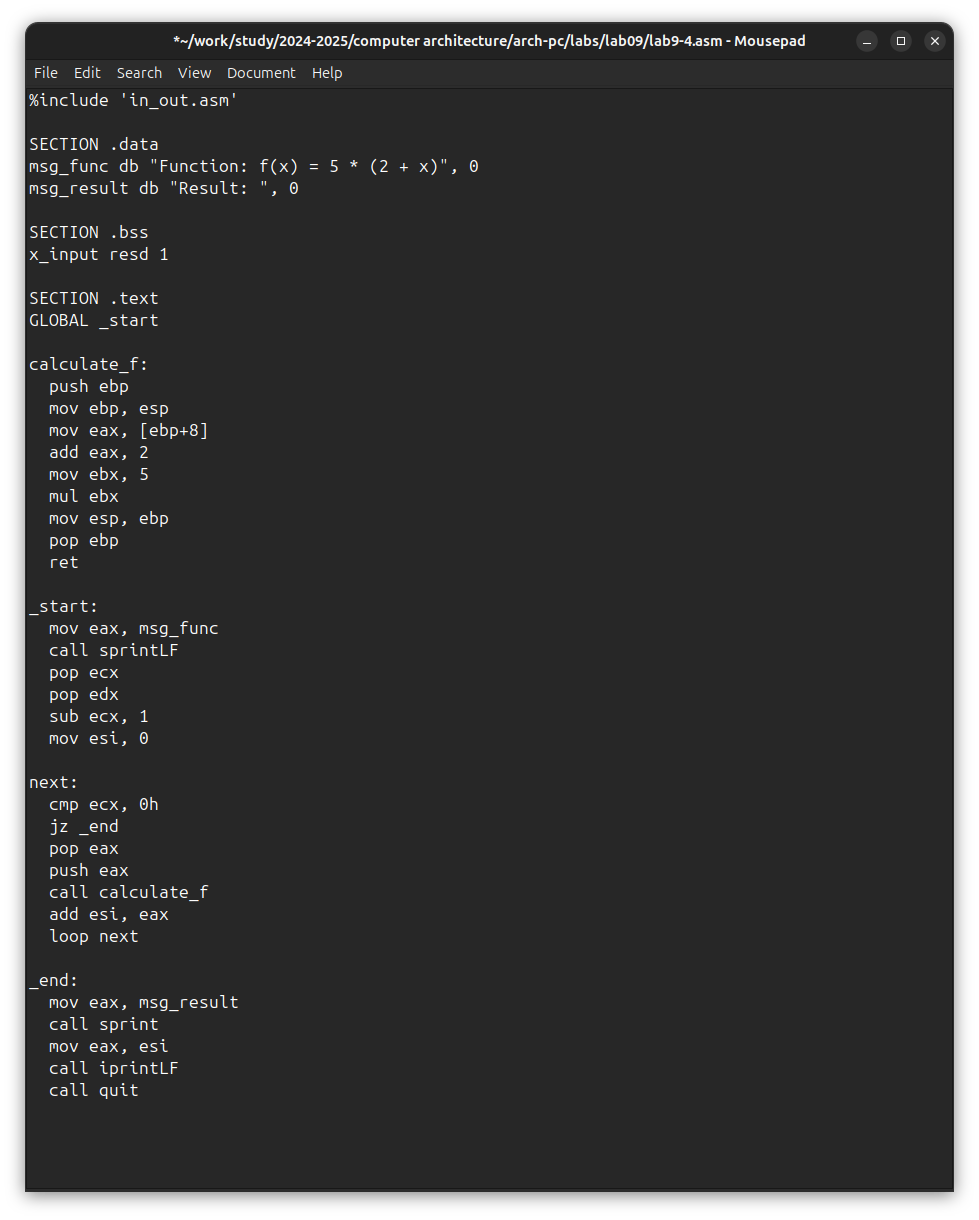 *~/work/study/2024-2025/computer architecture/arch-pc/labs/lab09/lab9-4.asm - Mousepad
File Edit Search View Document Help
%include 'in_out.asm'

SECTION .data
msg_func db "Function: f(x) = 5 * (2 + x)", 0
msg_result db "Result: ", 0

SECTION .bss
x_input resd 1

SECTION .text
GLOBAL _start

calculate_f:
  push ebp
  mov ebp, esp
  mov eax, [ebp+8]
  add eax, 2
  mov ebx, 5
  mul ebx
  mov esp, ebp
  pop ebp
  ret

_start:
  mov eax, msg_func
  call sprintLF
  pop ecx
  pop edx
  sub ecx, 1
  mov esi, 0

next:
  cmp ecx, 0h
  jz _end
  pop eax
  push eax
  call calculate_f
  add esi, eax
  loop next

_end:
  mov eax, msg_result
  call sprint
  mov eax, esi
  call iprintLF
  call quit